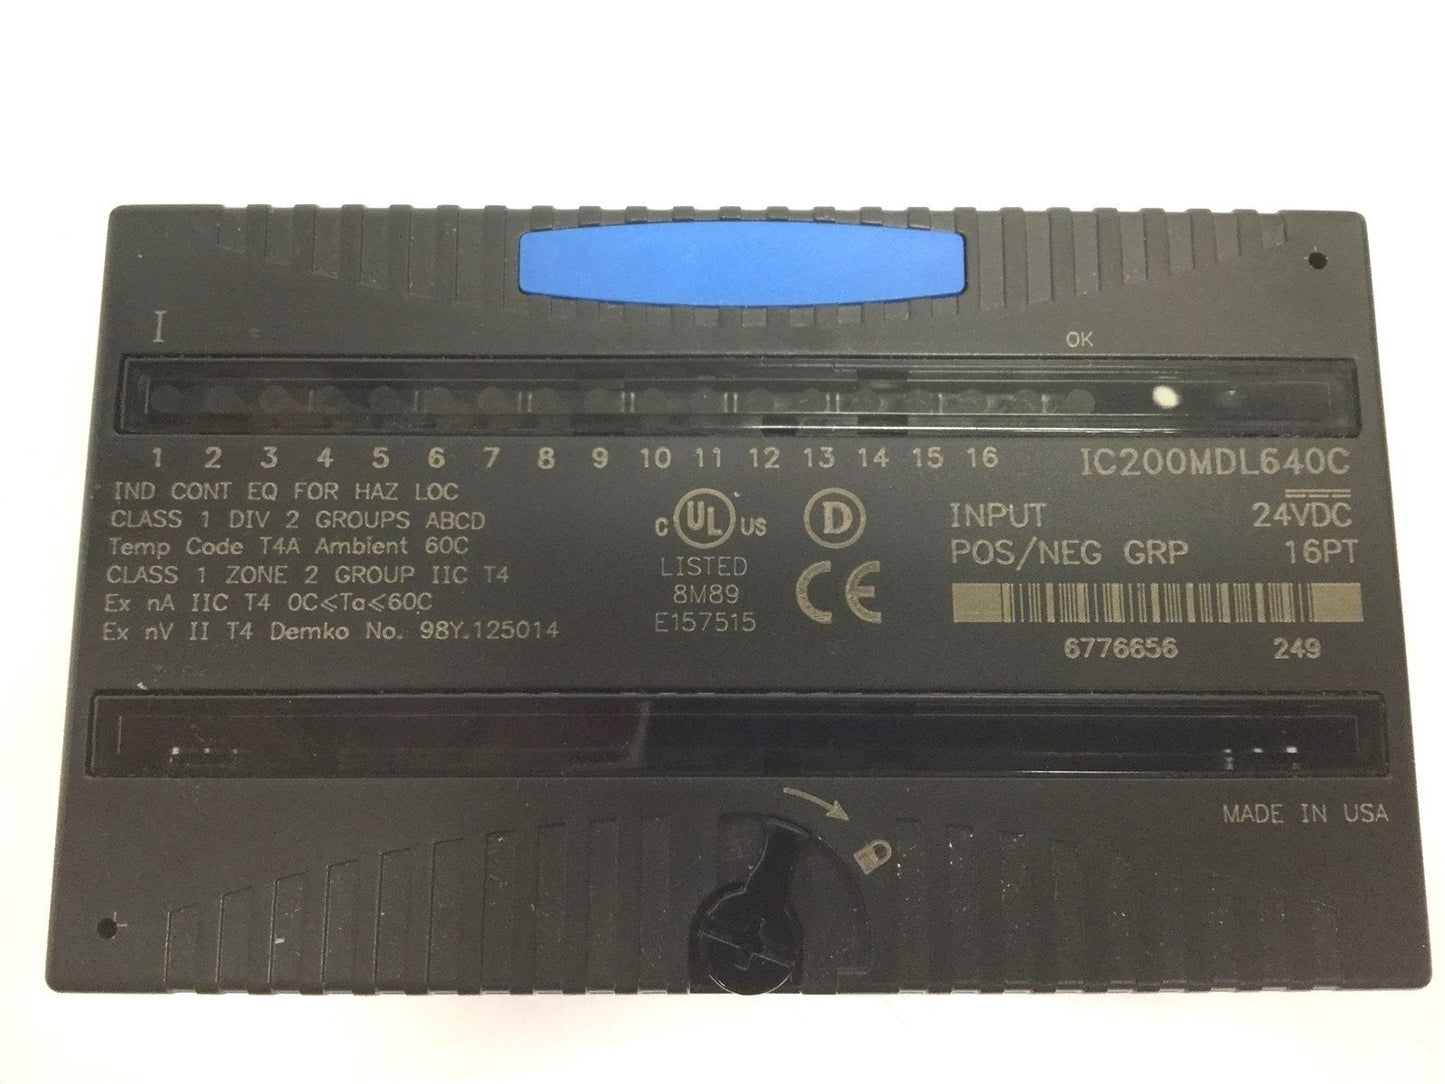 I
OK
1 2 3 4 5 6 7 8 9 10 11 12 13 14 15 16
IC200MDL640C
IND CONT EQ FOR HAZ LOC
CLASS 1 DIV 2 GROUPS ABCD
Temp Code T4A Ambient 60C
CLASS 1 ZONE 2 GROUP IIC T4
Ex nA IIC T4 0C≤Ta≤60C
Ex nV II T4 Demko No. 98Y.125014
C UL US
LISTED
8M89
E157515
D
CE
INPUT 24VDC
POS/NEG GRP 16PT
6776656 249
MADE IN USA